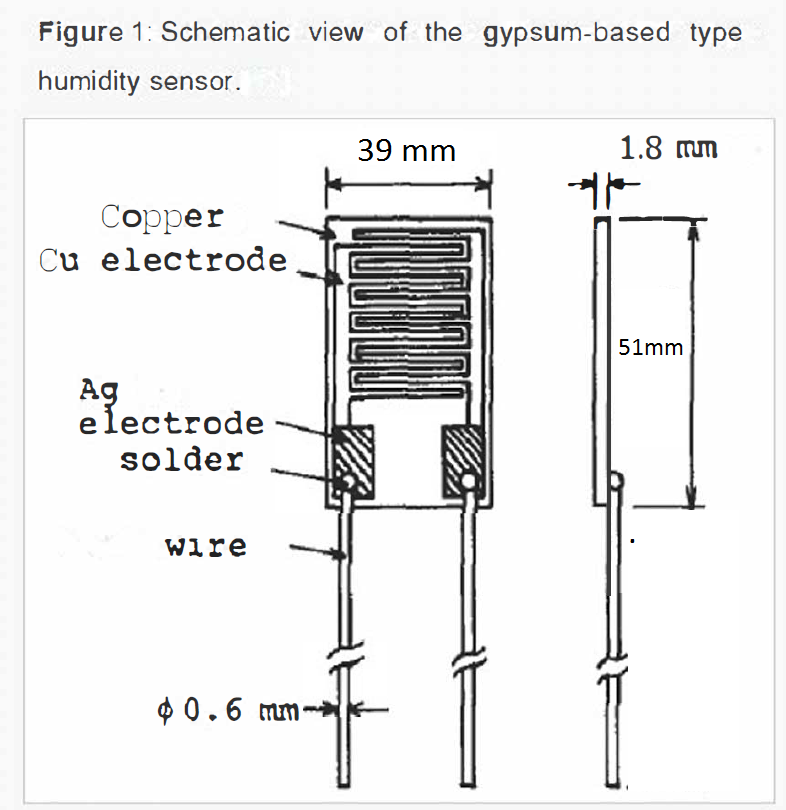 Figure 1: Schematic view of the gypsum-based type
humidity sensor.
39 mm
1.8 mm
Copper
Cu electrode
51mm
Ag
electrode
solder
wire
ϕ 0.6 mm